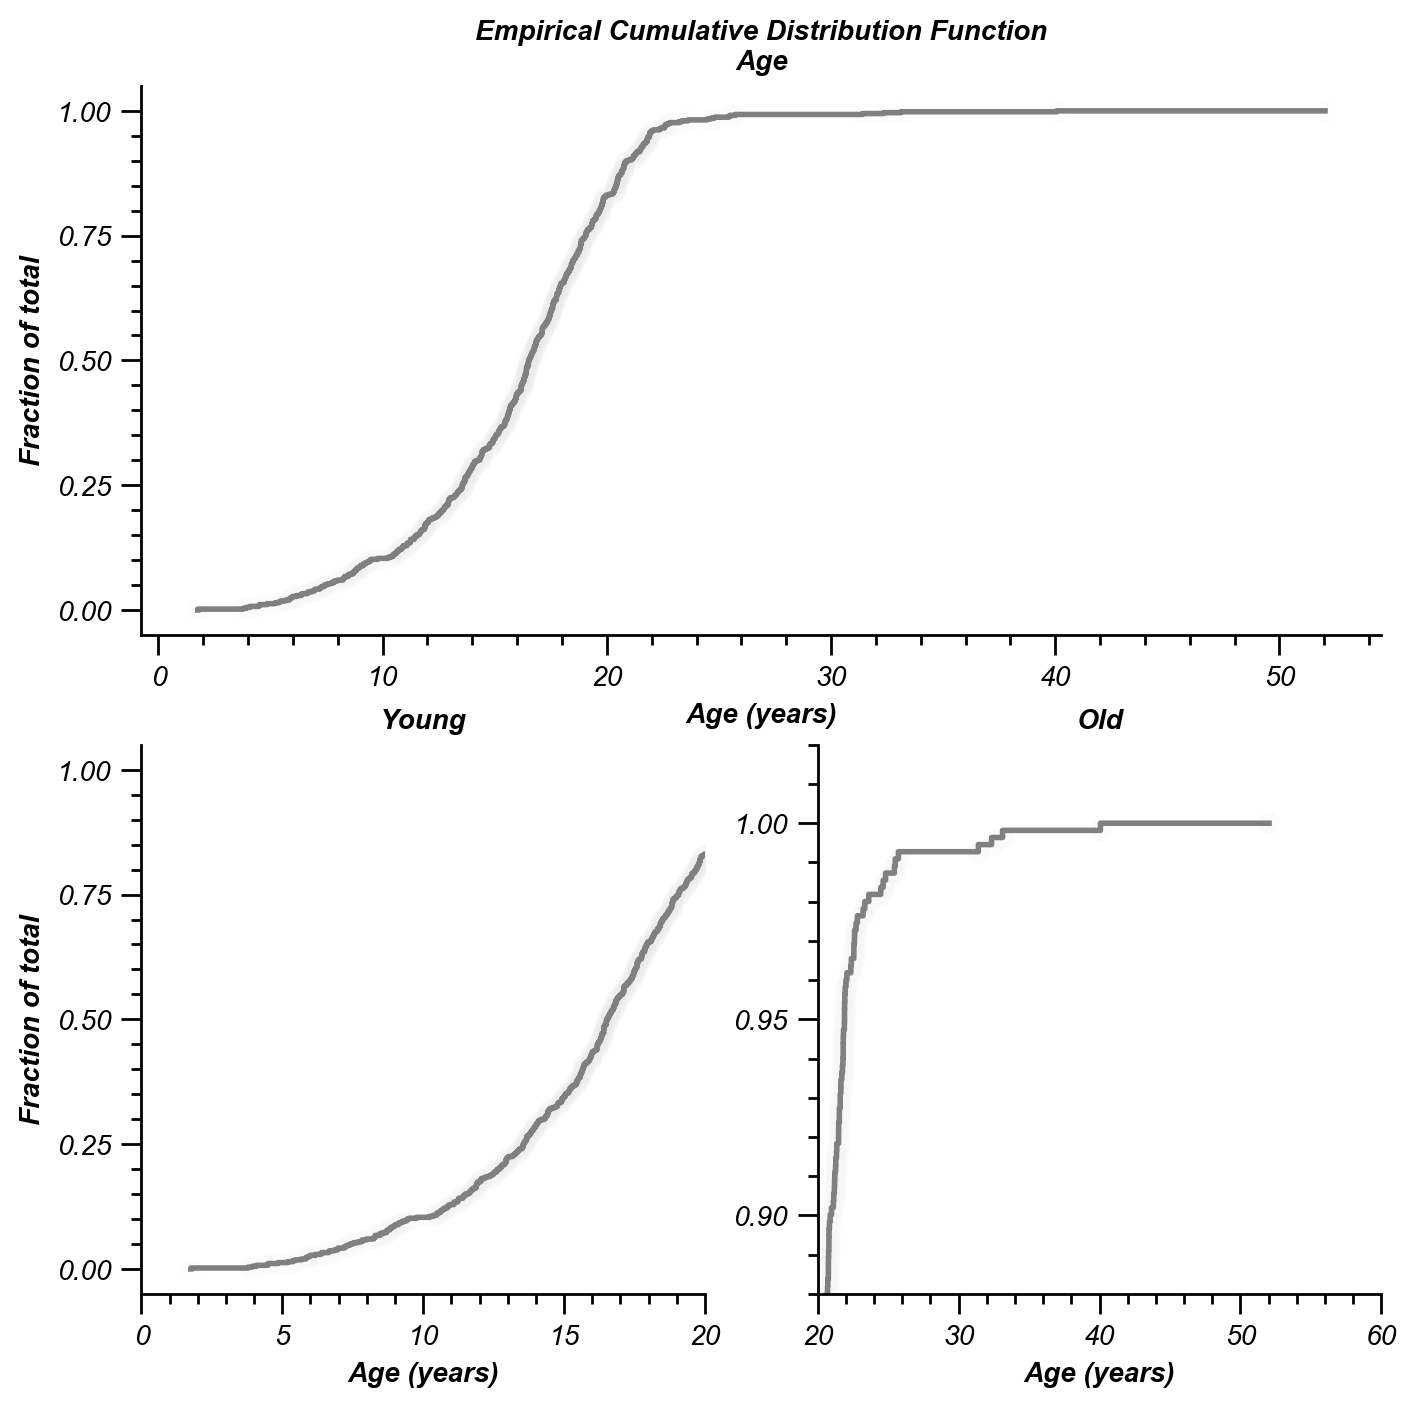 Empirical Cumulative Distribution Function
Age
Fraction of total
1.00
0.75
0.50
0.25
0.00
0 10 20 30 40 50
Age (years)
Young
Fraction of total
1.00
0.75
0.50
0.25
0.00
0 5 10 15 20
Age (years)
Old
1.00
0.95
0.90
20 30 40 50 60
Age (years)